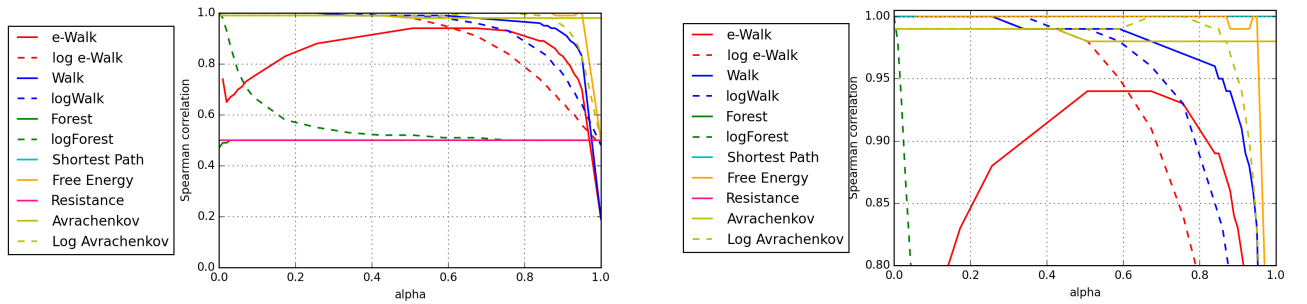 e-Walk
log e-Walk
Walk
logWalk
Forest
logForest
Shortest Path
Free Energy
Resistance
Avrachenkov
Log Avrachenkov
Spearman correlation
1.0
0.8
0.6
0.4
0.2
0.0
0.0 0.2 0.4 0.6 0.8 1.0
alpha
e-Walk
log e-Walk
Walk
logWalk
Forest
logForest
Shortest Path
Free Energy
Resistance
Avrachenkov
Log Avrachenkov
Spearman correlation
1.00
0.95
0.90
0.85
0.80
0.0 0.2 0.4 0.6 0.8 1.0
alpha